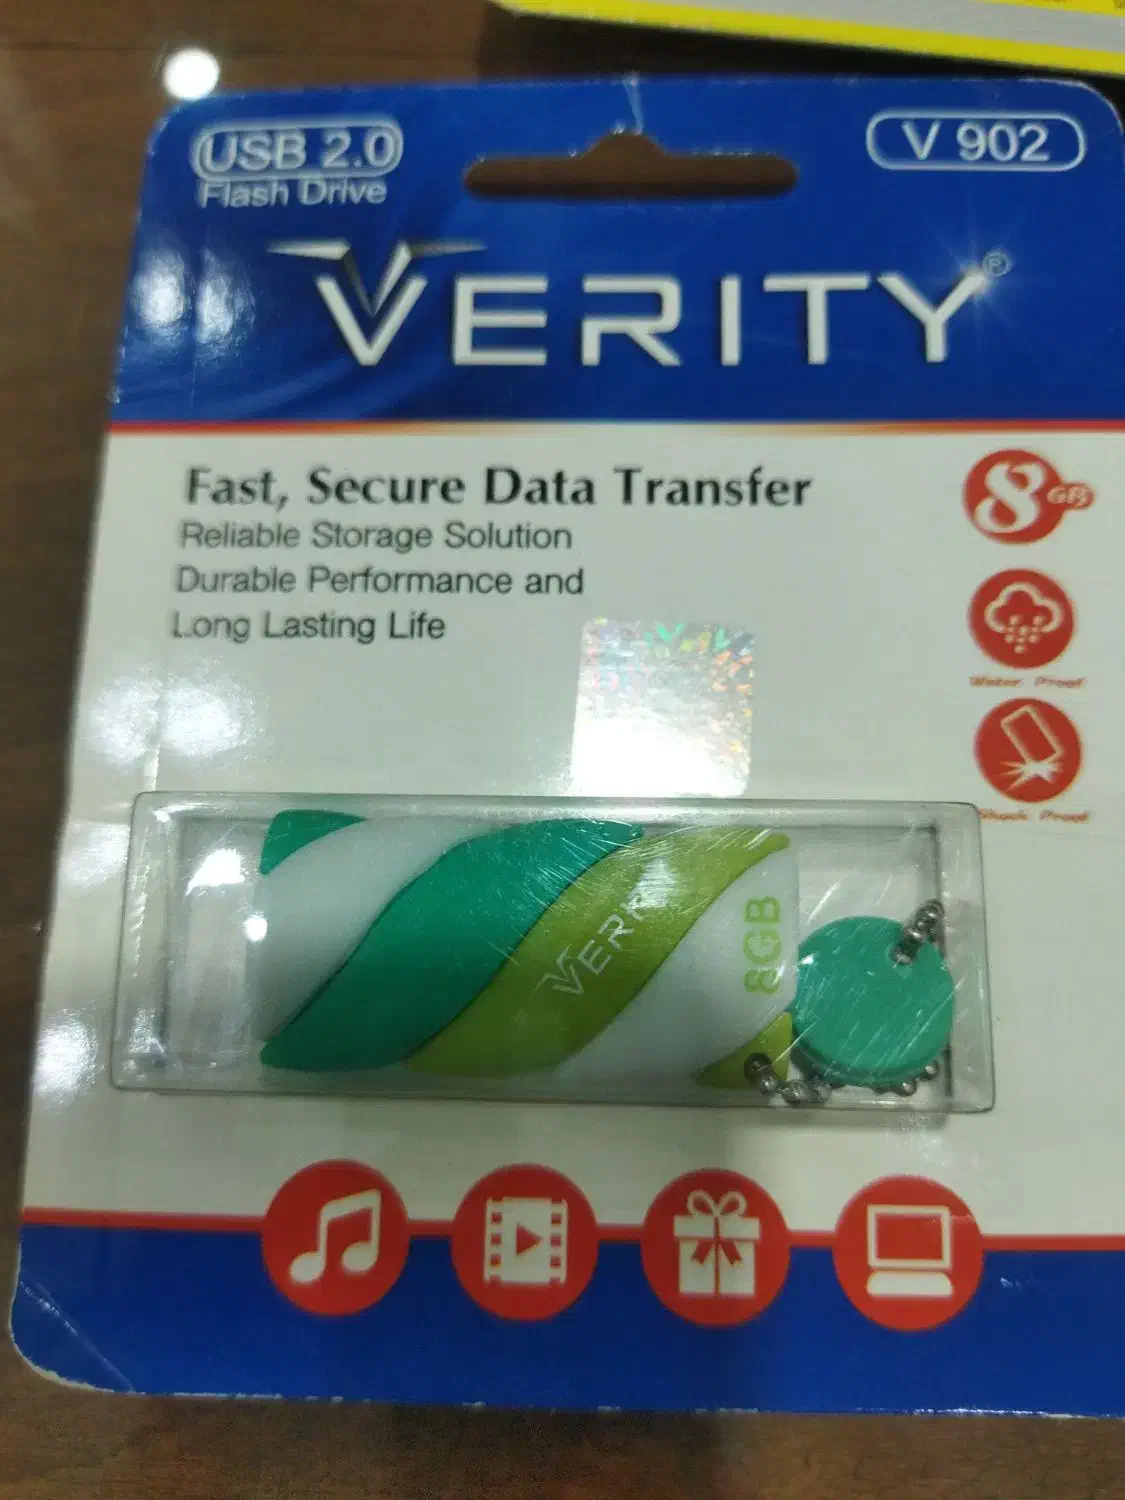 USB 2.0
Flash Drive
V 902
VERITY®
Fast, Secure Data Transfer
Reliable Storage Solution
Durable Performance and
Long Lasting Life
8GB
Water Proof
Shock Proof
VERI
8GB